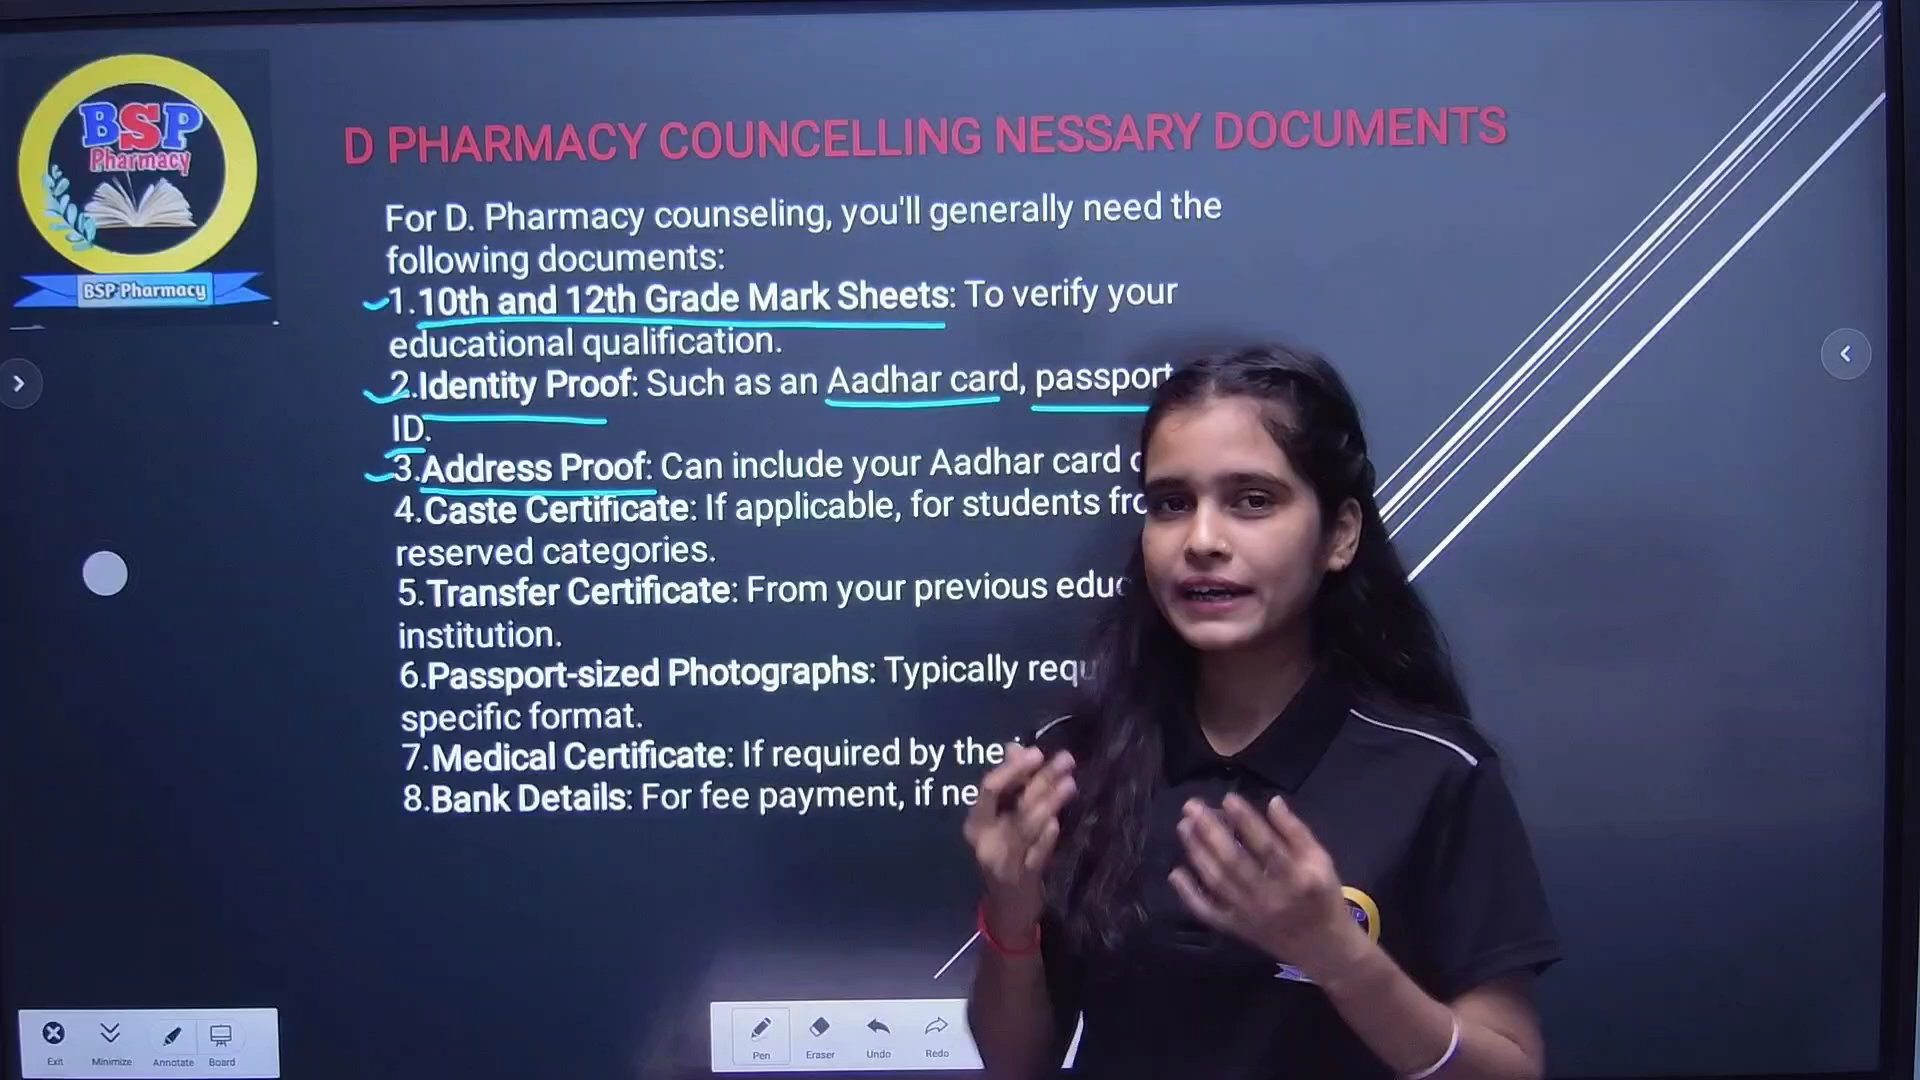 BSP
Pharmacy
BSP Pharmacy
D PHARMACY COUNCELLING NESSARY DOCUMENTS
For D. Pharmacy counseling, you'll generally need the
following documents:
1.10th and 12th Grade Mark Sheets: To verify your
educational qualification.
2.Identity Proof: Such as an Aadhar card, passport
ID.
3.Address Proof: Can include your Aadhar card
4.Caste Certificate: If applicable, for students
reserved categories.
5.Transfer Certificate: From your previous
institution.
6.Passport-sized Photographs: Typically
specific format.
7.Medical Certificate: If required by the
8.Bank Details: For fee payment, if
Exit Minimize Annotate Board
Pen Eraser Undo Redo